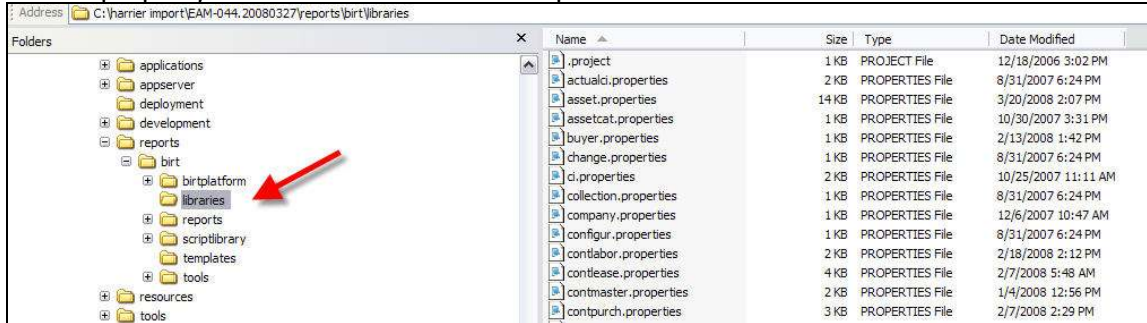 Address C:\harrier import\EAM-044.20080327\reports\birt\libraries
Folders x
applications
appserver
deployment
development
reports
birt
birtplatform
libraries
reports
scriptlibrary
templates
tools
resources
tools
Name Size Type Date Modified
.project 1 KB PROJECT File 12/18/2006 3:02 PM
actualci.properties 2 KB PROPERTIES File 8/31/2007 6:24 PM
asset.properties 14 KB PROPERTIES File 3/20/2008 2:07 PM
assetcat.properties 1 KB PROPERTIES File 10/30/2007 3:31 PM
buyer.properties 1 KB PROPERTIES File 2/13/2008 1:42 PM
change.properties 1 KB PROPERTIES File 8/31/2007 6:24 PM
ci.properties 2 KB PROPERTIES File 10/25/2007 11:11 AM
collection.properties 1 KB PROPERTIES File 8/31/2007 6:24 PM
company.properties 1 KB PROPERTIES File 12/6/2007 10:47 AM
configur.properties 1 KB PROPERTIES File 8/31/2007 6:24 PM
contlabor.properties 2 KB PROPERTIES File 2/18/2008 2:12 PM
contlease.properties 4 KB PROPERTIES File 2/7/2008 5:48 AM
contmaster.properties 2 KB PROPERTIES File 1/4/2008 12:56 PM
contpurch.properties 3 KB PROPERTIES File 2/7/2008 2:29 PM